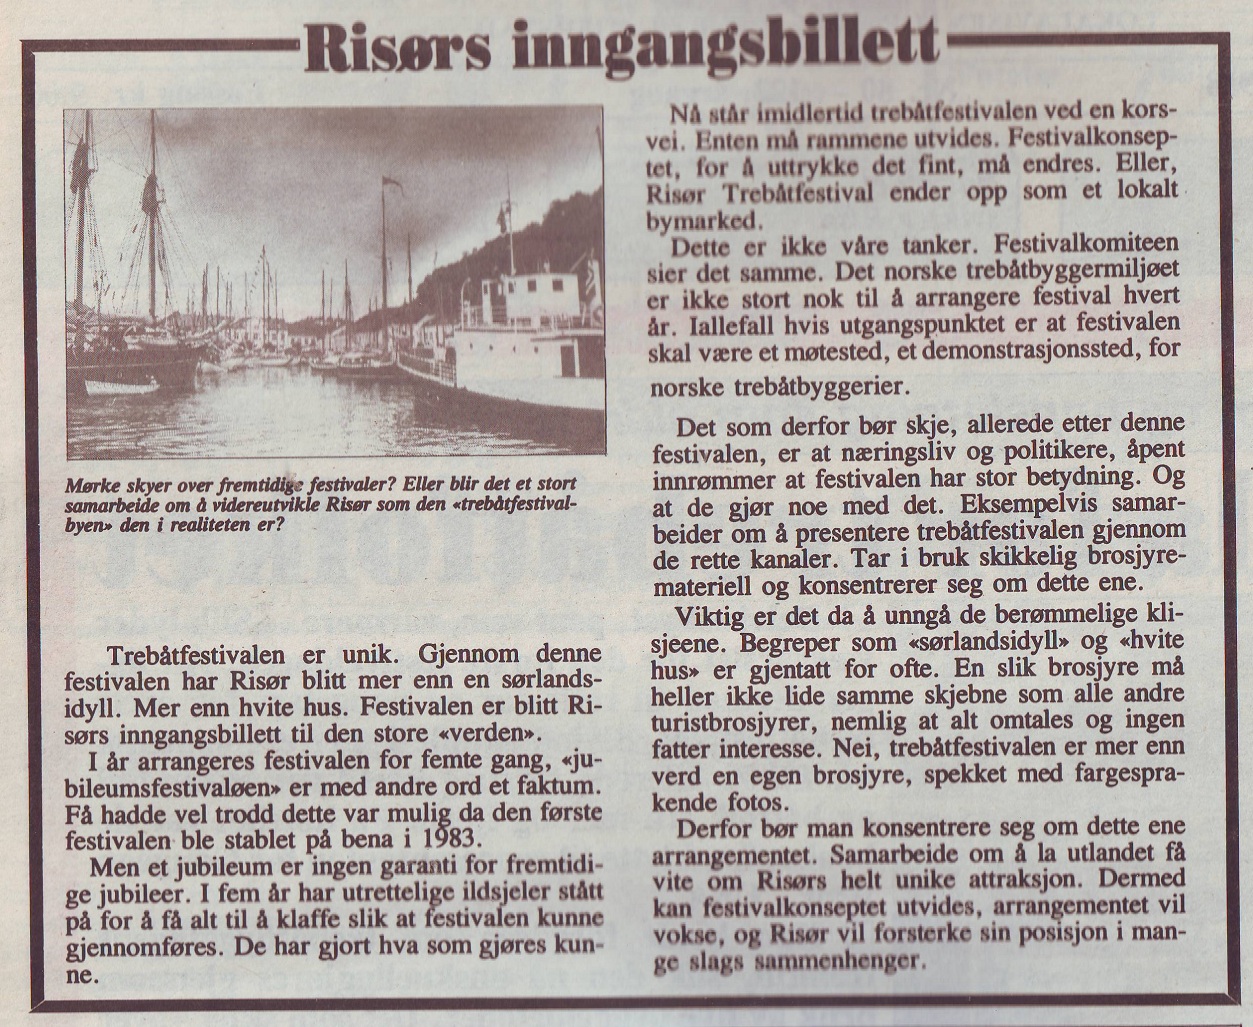 Risørs inngangsbillett
Mørke skyer over fremtidige festivaler? Eller blir det et stort
samarbeide om å videreutvikle Risør som den «trebåtfestival-
byen» den i realiteten er?
Trebåtfestivalen er unik. Gjennom denne
festivalen har Risør blitt mer enn en sørlands-
idyll. Mer enn hvite hus. Festivalen er blitt Ri-
sørs inngangsbillett til den store «verden».
I år arrangeres festivalen for femte gang, «ju-
bileumsfestivaløen» er med andre ord et faktum.
Få hadde vel trodd dette var mulig da den første
festivalen ble stablet på bena i 1983.
Men et jubileum er ingen garanti for fremtidi-
ge jubileer. I fem år har utrettelige ildsjeler stått
på for å få alt til å klaffe slik at festivalen kunne
gjennomføres. De har gjort hva som gjøres kun-
ne.
Nå står imidlertid trebåtfestivalen ved en kors-
vei. Enten må rammene utvides. Festivalkonsep-
tet, for å uttrykke det fint, må endres. Eller,
Risør Trebåtfestival ender opp som et lokalt
bymarked.
Dette er ikke våre tanker. Festivalkomiteen
sier det samme. Det norske trebåtbyggermiljøet
er ikke stort nok til å arrangere festival hvert
år. Iallefall hvis utgangspunktet er at festivalen
skal være et møtested, et demonstrasjonssted, for
norske trebåtbyggerier.
Det som derfor bør skje, allerede etter denne
festivalen, er at næringsliv og politikere, åpent
innrømmer at festivalen har stor betydning. Og
at de gjør noe med det. Eksempelvis samar-
beider om å presentere trebåtfestivalen gjennom
de rette kanaler. Tar i bruk skikkelig brosjyre-
materiell og konsentrerer seg om dette ene.
Viktig er det da å unngå de berømmelige kli-
sjeene. Begreper som «sørlandsidyll» og «hvite
hus» er gjentatt for ofte. En slik brosjyre må
heller ikke lide samme skjebne som alle andre
turistbrosjyrer, nemlig at alt omtales og ingen
fatter interesse. Nei, trebåtfestivalen er mer enn
verd en egen brosjyre, spekket med fargespra-
kende fotos.
Derfor bør man konsentrere seg om dette ene
arrangementet. Samarbeide om å la utlandet få
vite om Risørs helt unike attraksjon. Dermed
kan festivalkonseptet utvides, arrangementet vil
vokse, og Risør vil forsterke sin posisjon i man-
ge slags sammenhenger.